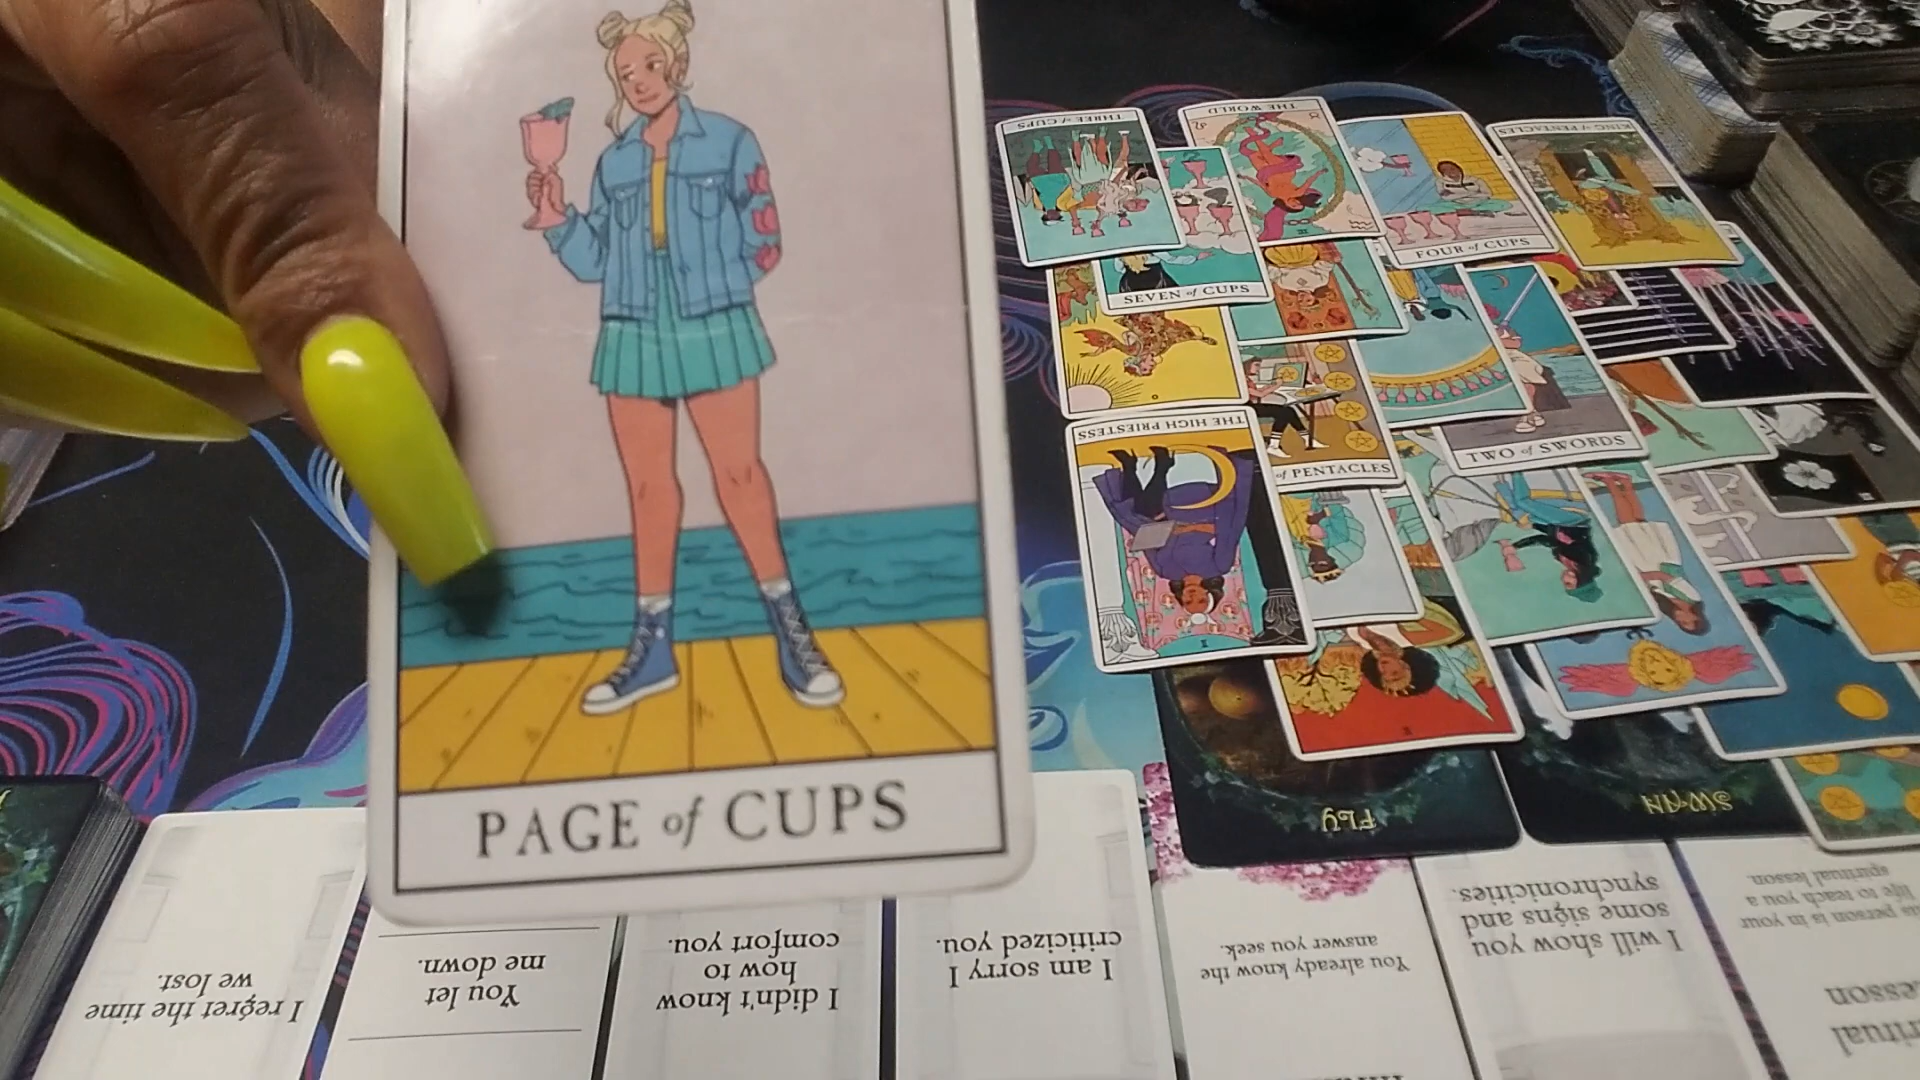 PAGE of CUPS
THREE of CUPS
THE WORLD
KING of PENTACLES
FOUR of CUPS
SEVEN of CUPS
THE HIGH PRIESTESS
of PENTACLES
TWO of SWORDS
FLY
SWAN
I regret the time
we lost.
You let
me down.
I didn't know
how to
comfort you.
I am sorry I
criticized you.
You already know the
answer you seek.
I will show you
some signs and
synchronicities.
person is in your
life to teach you a
spiritual lesson.